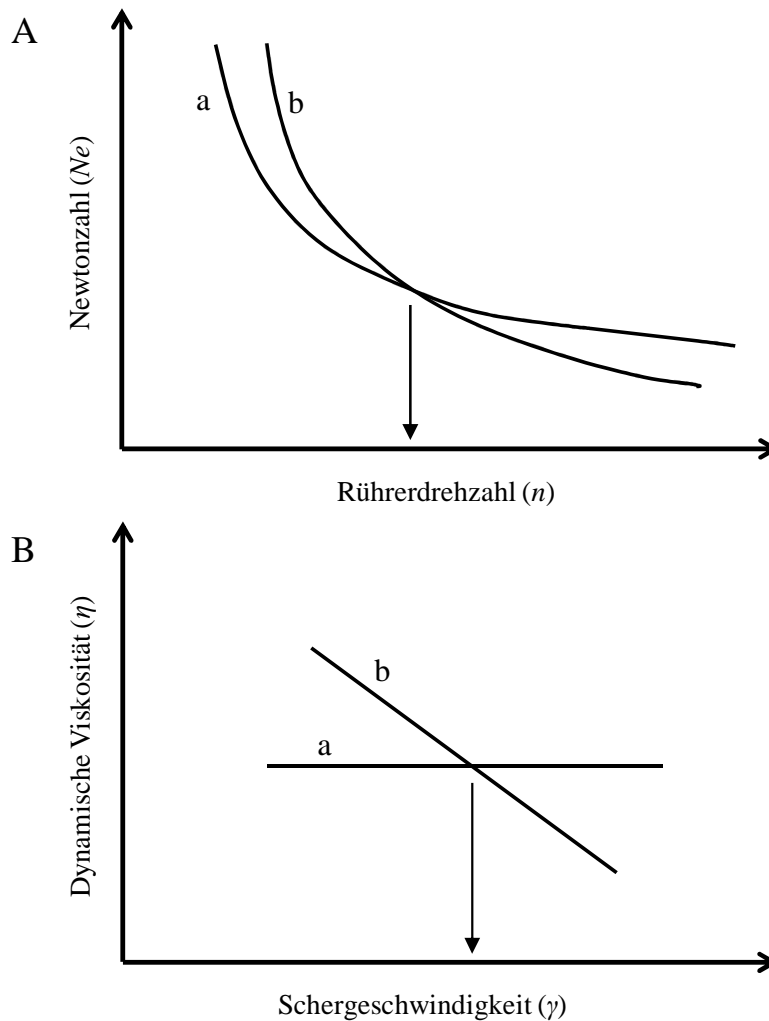 A
a
b
Newtonzahl (Ne)
Rührerdrehzahl (n)
B
b
a
Dynamische Viskosität (η)
Schergeschwindigkeit (γ)